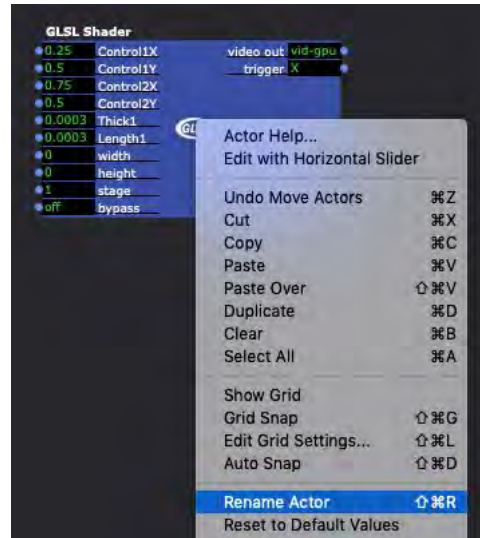 GLSL Shader
0.25 Control1X video out vid-gpu
0.5 Control1Y trigger X
0.75 Control2X
0.5 Control2Y
0.0003 Thick1
0.0003 Length1 GL
0 width
0 height
1 stage
off bypass
Actor Help...
Edit with Horizontal Slider
Undo Move Actors ⌘Z
Cut ⌘X
Copy ⌘C
Paste ⌘V
Paste Over ⇧⌘V
Duplicate ⌘D
Clear ⌘B
Select All ⌘A
Show Grid
Grid Snap ⇧⌘G
Edit Grid Settings... ⇧⌘L
Auto Snap ⇧⌘D
Rename Actor ⇧⌘R
Reset to Default Values